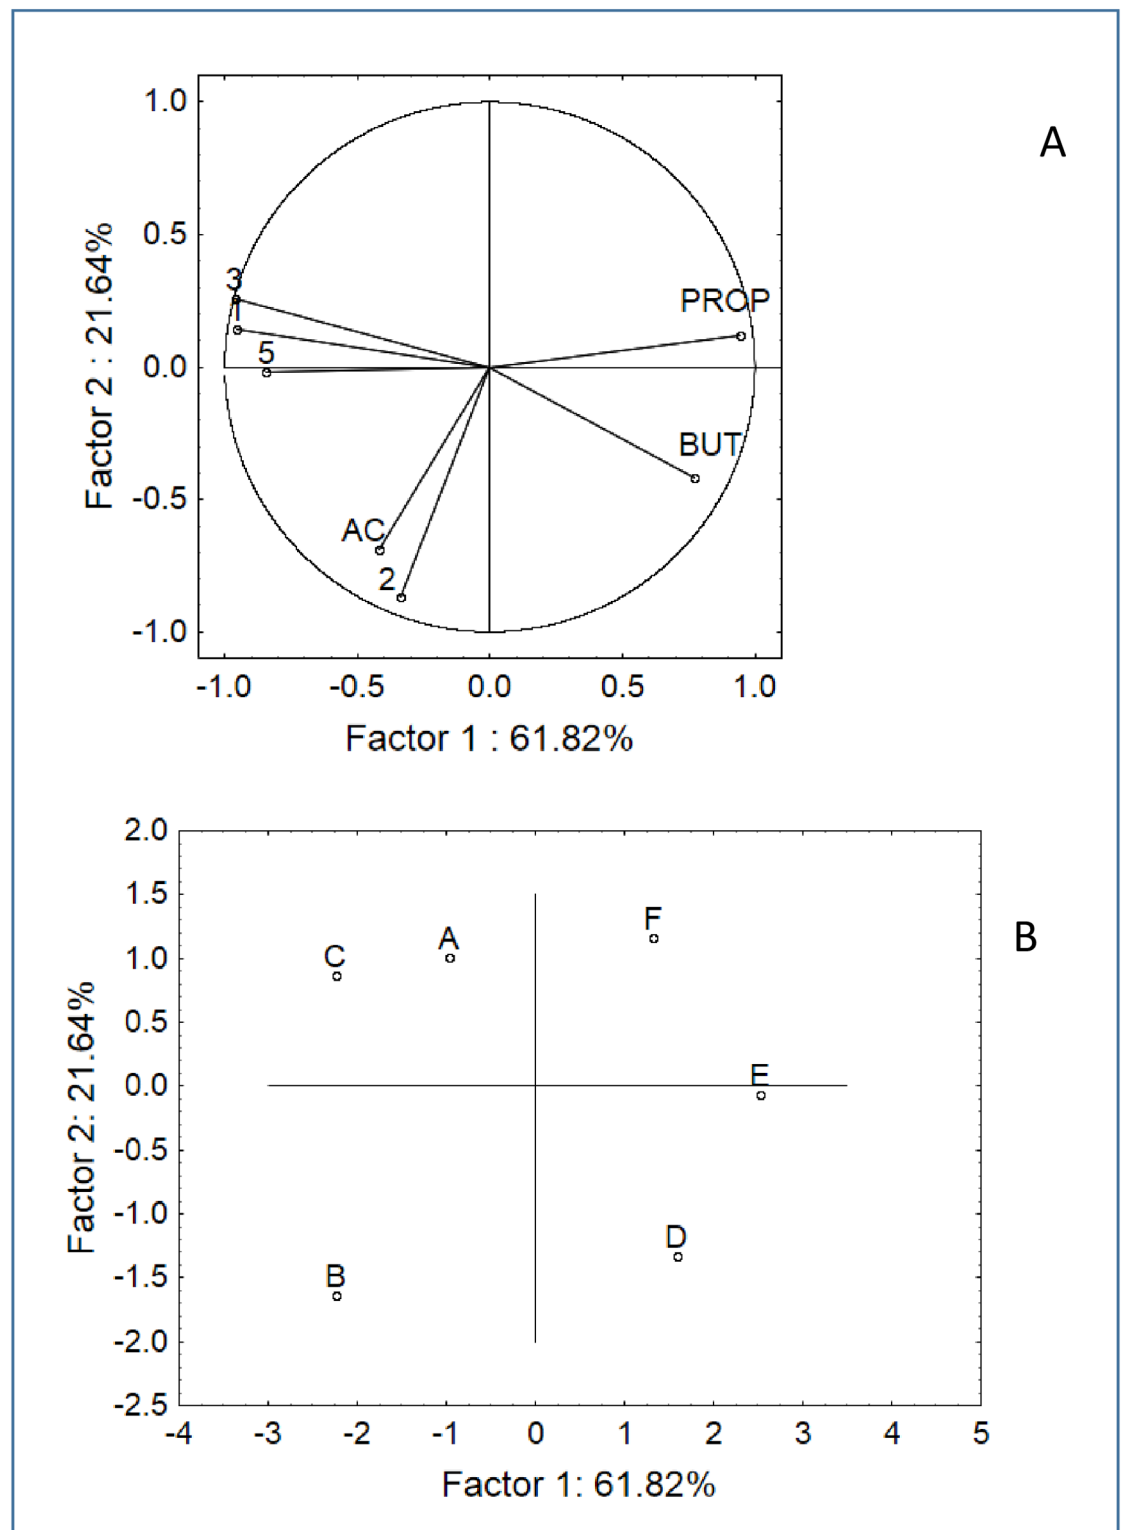 A
1.0
0.5
0.0
-0.5
-1.0
Factor 2 : 21.64%
3
1
5
PROP
BUT
AC
2
-1.0 -0.5 0.0 0.5 1.0
Factor 1 : 61.82%
B
2.0
1.5
1.0
0.5
0.0
-0.5
-1.0
-1.5
-2.0
-2.5
Factor 2: 21.64%
F
A
C
E
D
B
-4 -3 -2 -1 0 1 2 3 4 5
Factor 1: 61.82%